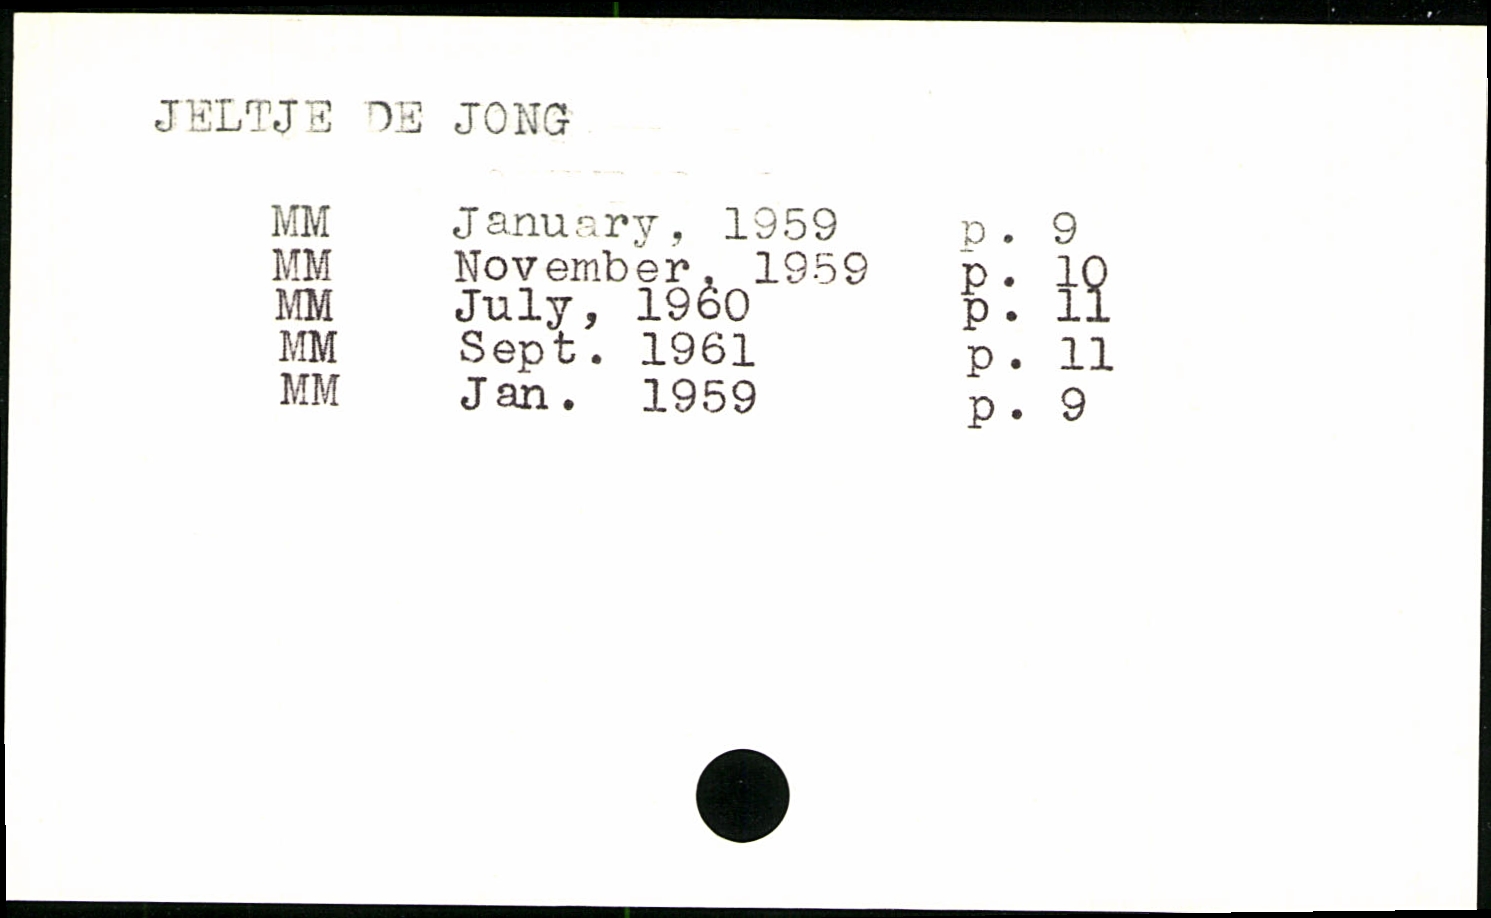 JELTJE DE JONG
MM January, 1959 p. 9
MM November, 1959 p. 10
MM July, 1960 p. 11
MM Sept. 1961 p. 11
MM Jan. 1959 p. 9